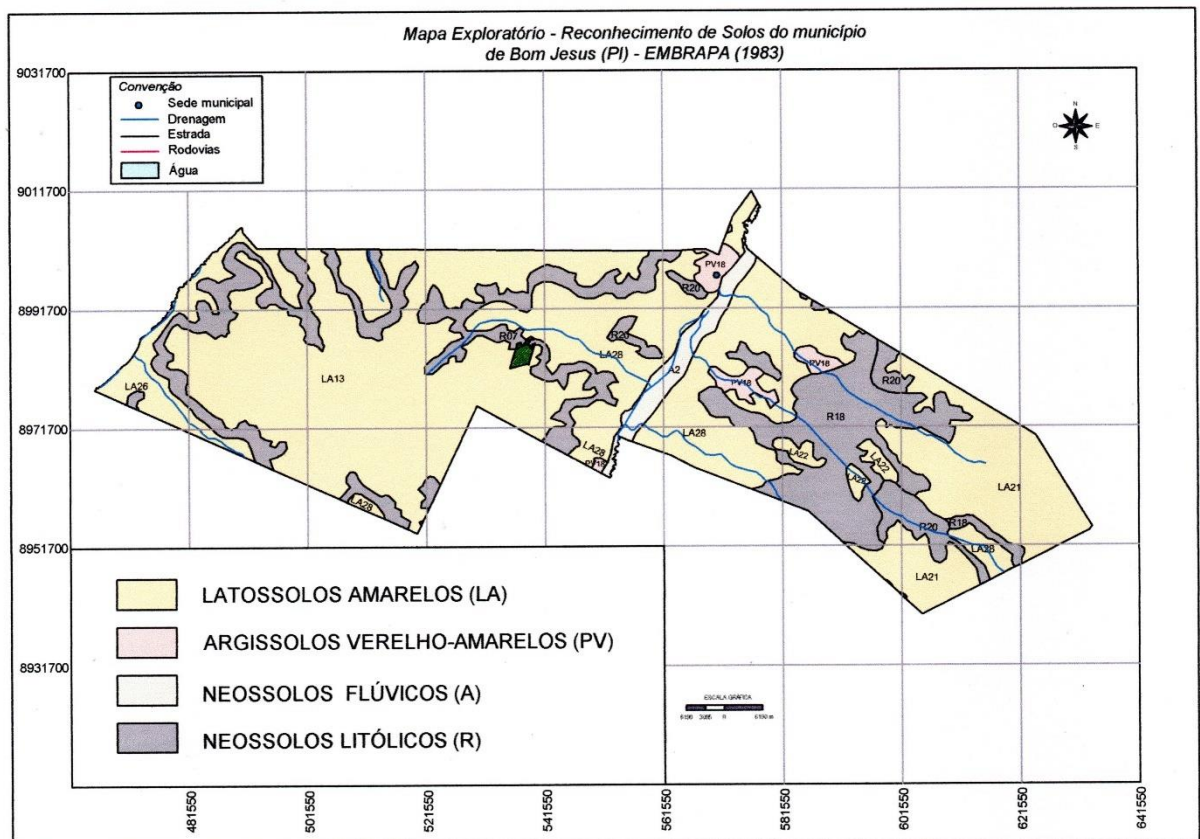 Mapa Exploratório - Reconhecimento de Solos do município
de Bom Jesus (PI) - EMBRAPA (1983)
9031700
Convenção
Sede municipal
Drenagem
Estrada
Rodovias
Água
N
O
E
S
9011700
PV18
R20
8991700
R07
R20
LA28
PV18
R20
LA13
A2
LA26
PV18
R18
8971700
LA28
LA28
LA22
LA22
PV18
LA28
LA21
R20
R18
LA28
8951700
LA21
LATOSSOLOS AMARELOS (LA)
ARGISSOLOS VERELHO-AMARELOS (PV)
8931700
NEOSSOLOS FLÚVICOS (A)
ESCALA GRÁFICA
NEOSSOLOS LITÓLICOS (R)
481550
501550
521550
541550
561550
581550
601550
621550
641550